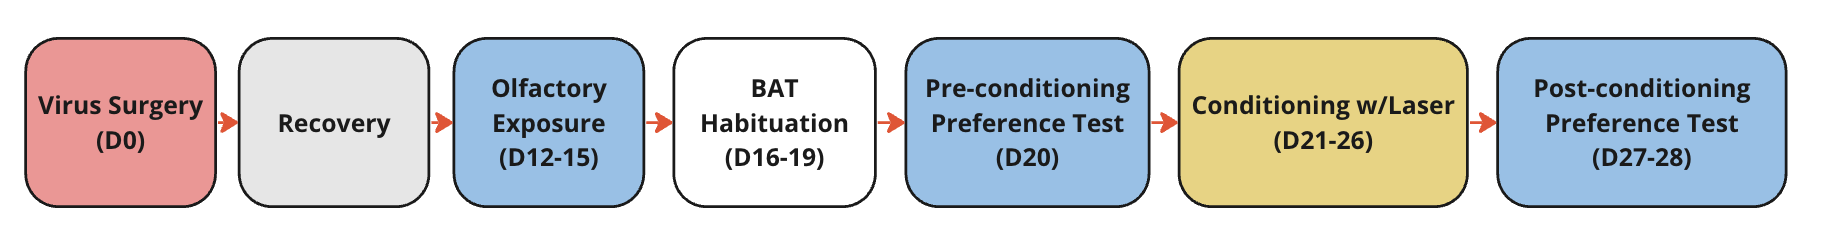 Virus Surgery
(D0)
Recovery
Olfactory
Exposure
(D12-15)
BAT
Habituation
(D16-19)
Pre-conditioning
Preference Test
(D20)
Conditioning w/Laser
(D21-26)
Post-conditioning
Preference Test
(D27-28)